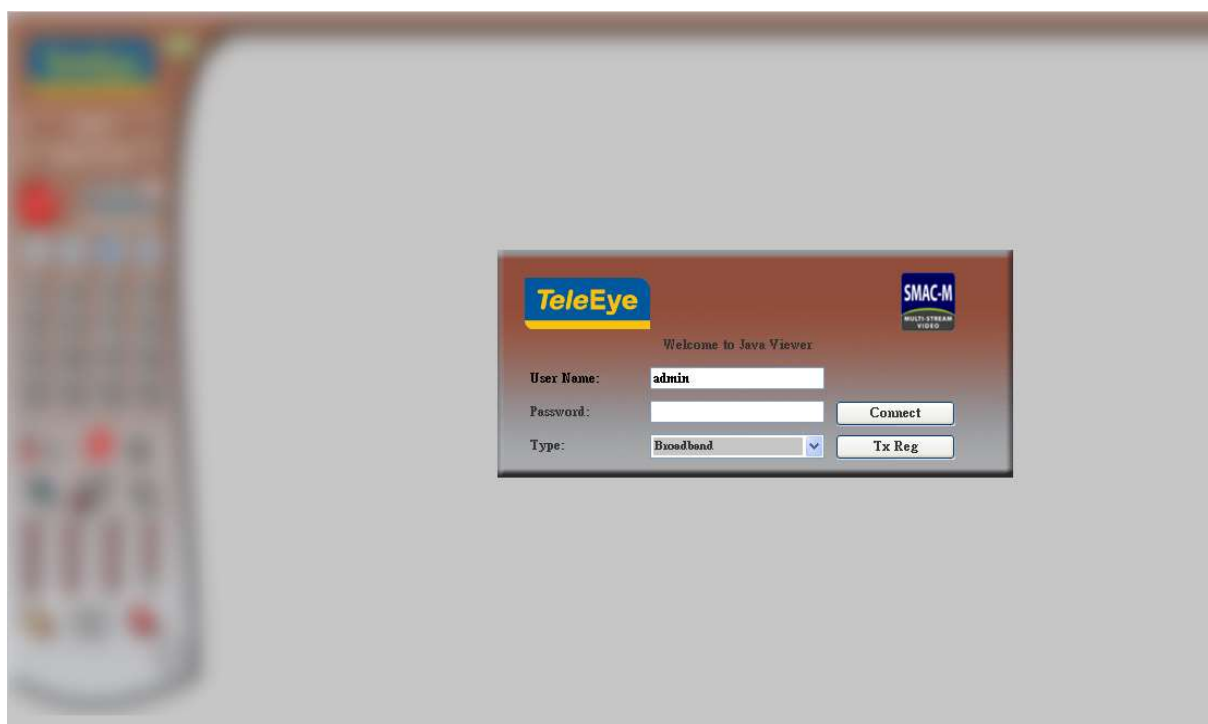 TeleEye
SMAC-M
MULTI-STREAM
VIDEO
Welcome to Java Viewer
User Name: admin
Password: Connect
Type: Broadband Tx Reg